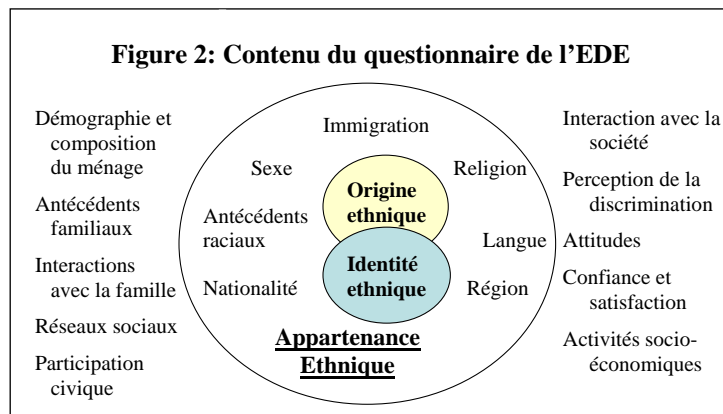 Figure 2: Contenu du questionnaire de l'EDE
Démographie et
composition
du ménage
Antécédents
familiaux
Interactions
avec la famille
Réseaux sociaux
Participation
civique
Immigration
Sexe
Religion
Origine
ethnique
Antécédents
raciaux
Langue
Identité
ethnique
Nationalité
Région
Appartenance
Ethnique
Interaction avec la
société
Perception de la
discrimination
Attitudes
Confiance et
satisfaction
Activités socio-
économiques